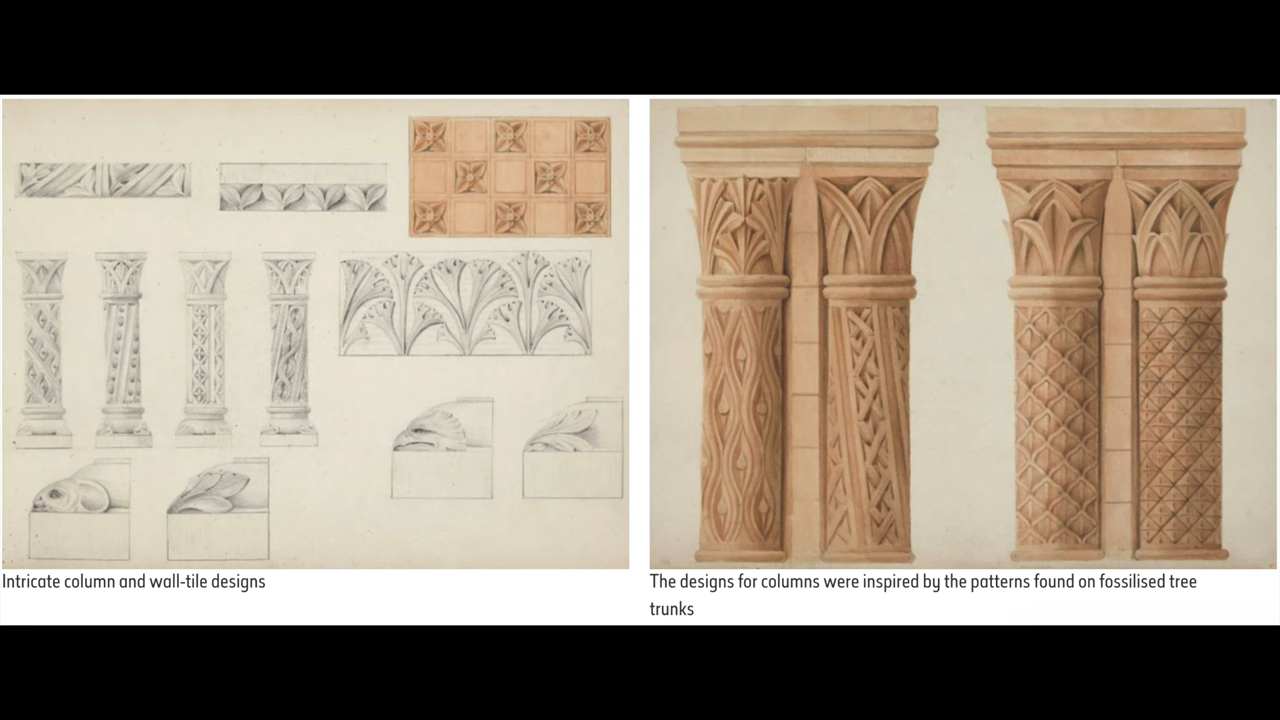 Intricate column and wall-tile designs
The designs for columns were inspired by the patterns found on fossilised tree
trunks